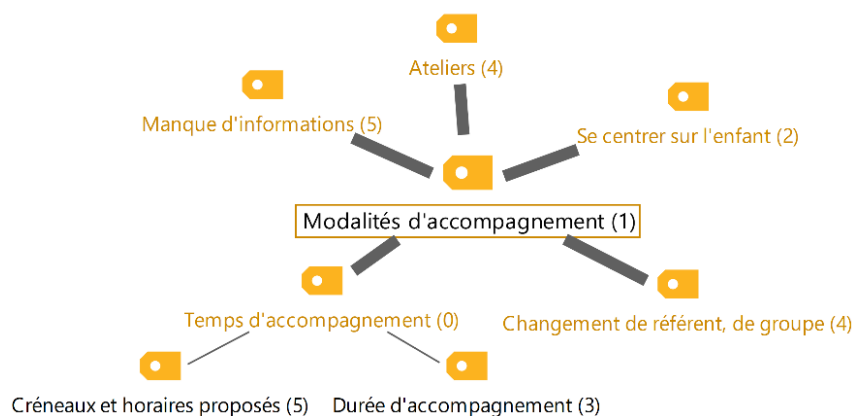 Ateliers (4)
Manque d'informations (5)
Se centrer sur l'enfant (2)
Modalités d'accompagnement (1)
Temps d'accompagnement (0)
Changement de référent, de groupe (4)
Créneaux et horaires proposés (5)
Durée d'accompagnement (3)